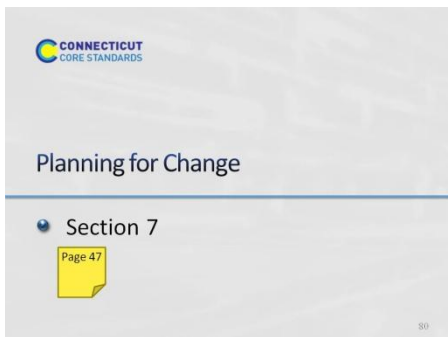 CONNECTICUT
CORE STANDARDS
Planning for Change
Section 7
Page 47
80